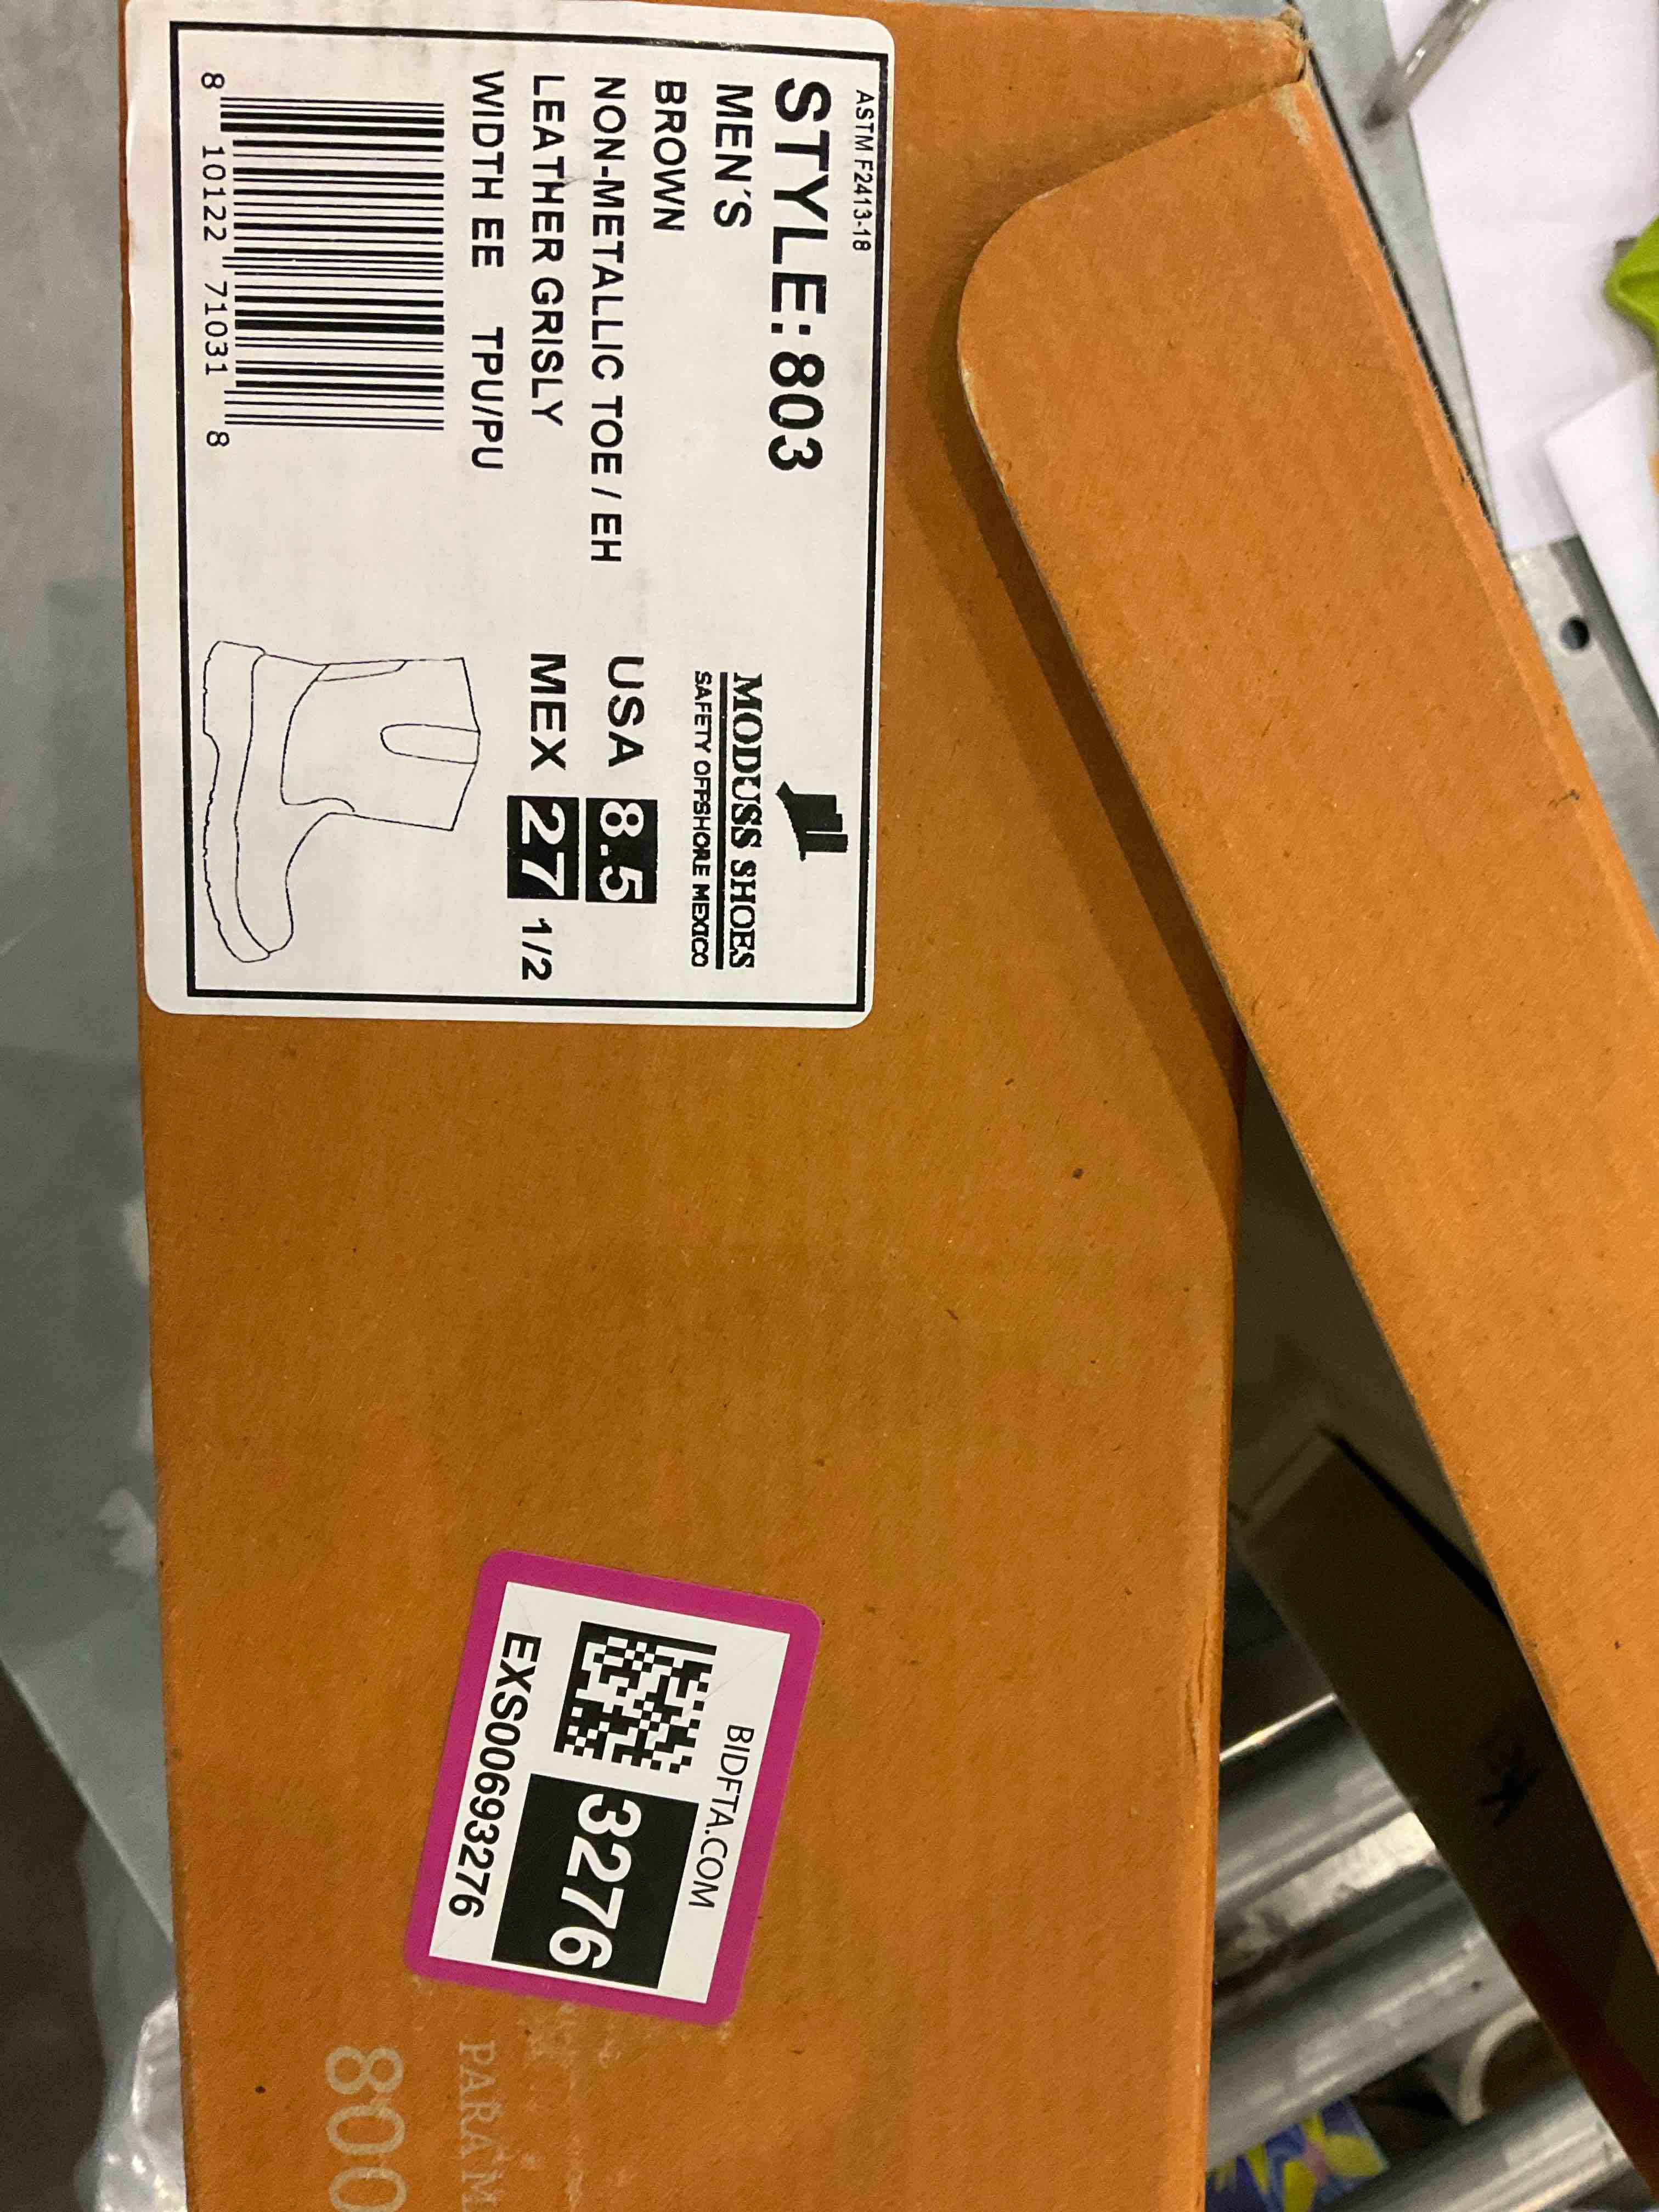 ASTM F2413-18
STYLE: 803
MEN'S
BROWN
NON-METALLIC TOE / EH
LEATHER GRISLY
WIDTH EE TPU/PU
8 10122 71031 8
MODUSS SHOES
SAFETY OFFSHORE MEXICO
USA 8.5
MEX 27 1/2
BIDFTA.COM
3276
EXS00693276
PARA M
800